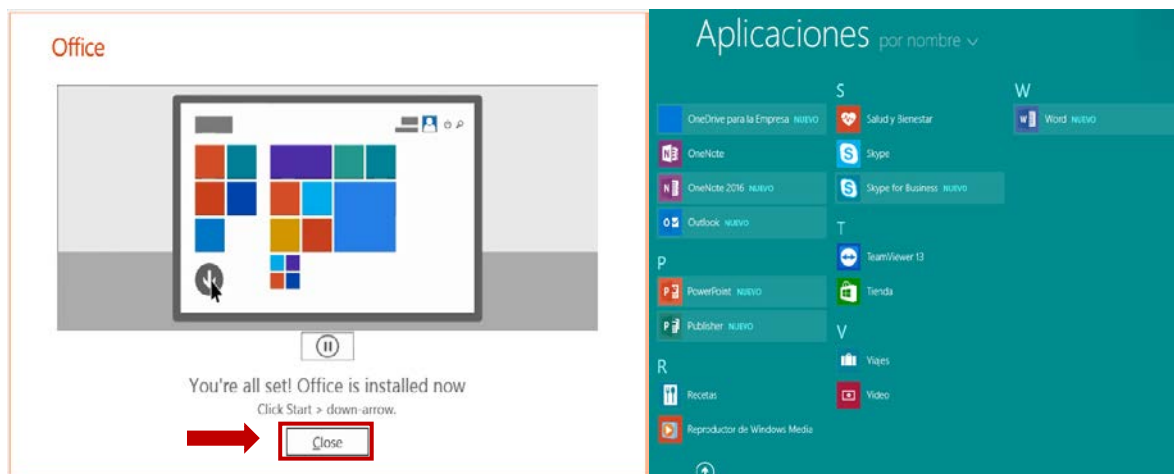 Office
You're all set! Office is installed now
Click Start > down-arrow.
Close
Aplicaciones por nombre
OneDrive para la Empresa NUEVO
N OneNote
N OneNote 2016 NUEVO
O Outlook NUEVO
P
P PowerPoint NUEVO
P Publisher NUEVO
R
Recetas
Reproductor de Windows Media
S
Salud y Bienestar
S Skype
S Skype for Business NUEVO
T
TeamViewer 13
Tienda
V
Viajes
Video
W
W Word NUEVO